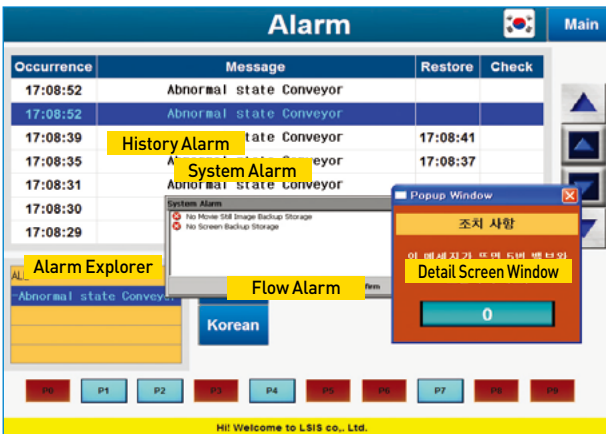 Alarm
Main
Occurrence Message Restore Check
17:08:52 Abnormal state Conveyor
17:08:52 Abnormal state Conveyor
17:08:39 tate Conveyor 17:08:41
History Alarm
17:08:35 veyor 17:08:37
System Alarm
17:08:31 Abnormal state Conveyor
17:08:30
17:08:29
System Alarm
No Movie Still Image Backup Storage
No Screen Backup Storage
Popup Window
조치 사항
Detail Screen Window
0
Alarm Explorer
Flow Alarm
Abnormal state Conveyor
Korean
P0 P1 P2 P3 P4 P5 P6 P7 P8 P9
Hi! Welcome to LSIS co,. Ltd.